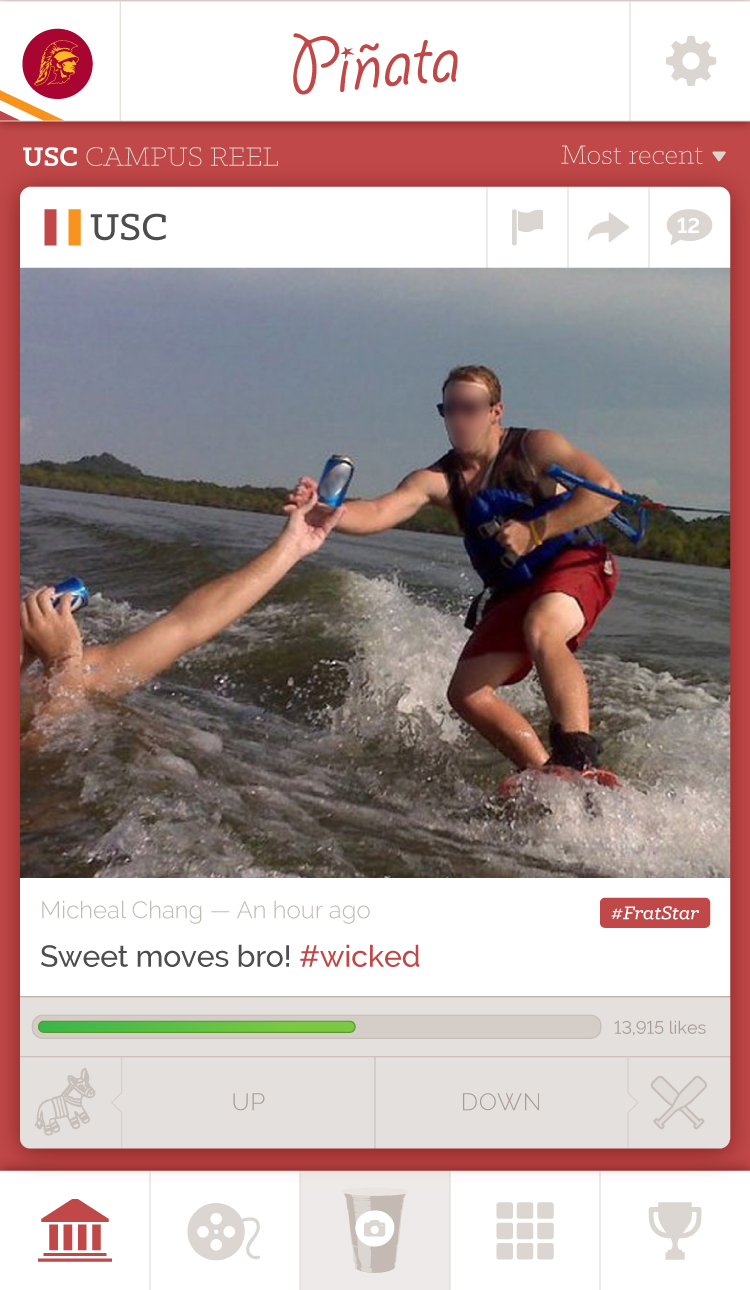 Piñata
USC CAMPUS REEL
Most recent
USC
12
Micheal Chang — An hour ago
#FratStar
Sweet moves bro! #wicked
13,915 likes
UP
DOWN